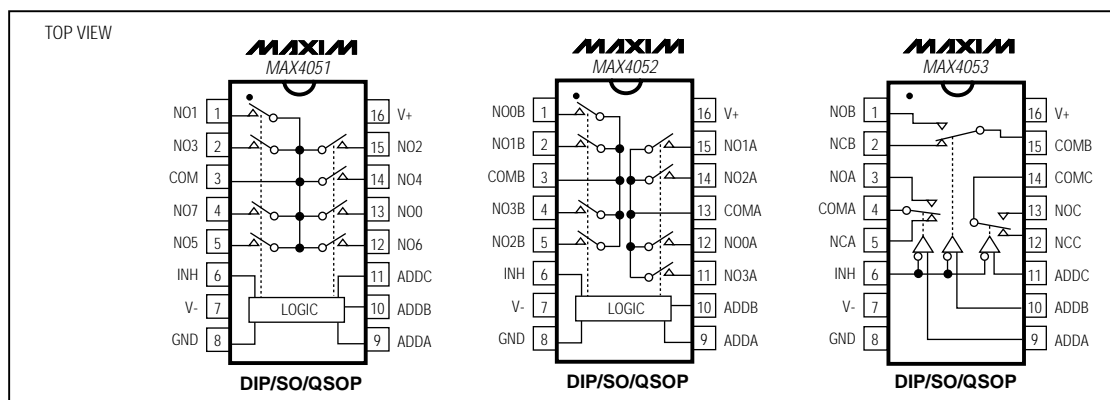 TOP VIEW
MAXIM
MAX4051
NO1 1
NO3 2
COM 3
NO7 4
NO5 5
INH 6
V- 7
GND 8
16 V+
15 NO2
14 NO4
13 NO0
12 NO6
11 ADDC
10 ADDB
9 ADDA
LOGIC
DIP/SO/QSOP
MAXIM
MAX4052
NO0B 1
NO1B 2
COMB 3
NO3B 4
NO2B 5
INH 6
V- 7
GND 8
16 V+
15 NO1A
14 NO2A
13 COMA
12 NO0A
11 NO3A
10 ADDB
9 ADDA
LOGIC
DIP/SO/QSOP
MAXIM
MAX4053
NOB 1
NCB 2
NOA 3
COMA 4
NCA 5
INH 6
V- 7
GND 8
16 V+
15 COMB
14 COMC
13 NOC
12 NCC
11 ADDC
10 ADDB
9 ADDA
DIP/SO/QSOP